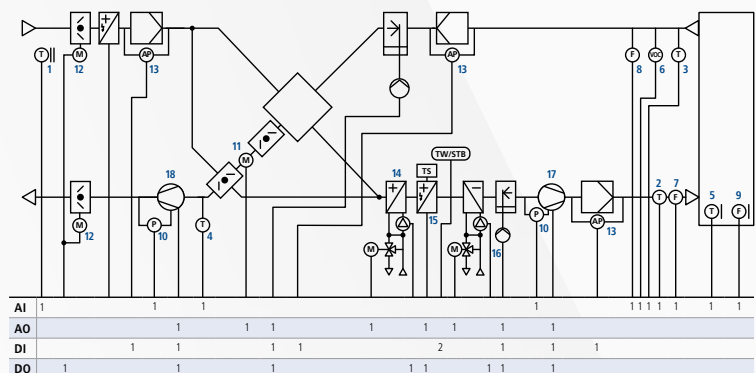 AP
AP
T
M
M
F
VOC
T
1
12
13
13
8
6
3
11
M
TW/STB
18
14
TS
17
2
7
5
9
T
F
T
F
M
P
T
P
AP
12
10
4
15
10
13
M
M
16
AI 1 1 1 1 1 1 1 1 1 1 1
AO 1 1 1 1 1 1 1 1
DI 1 1 1 1 2 1 1 1
DO 1 1 1 1 1 1 1 1